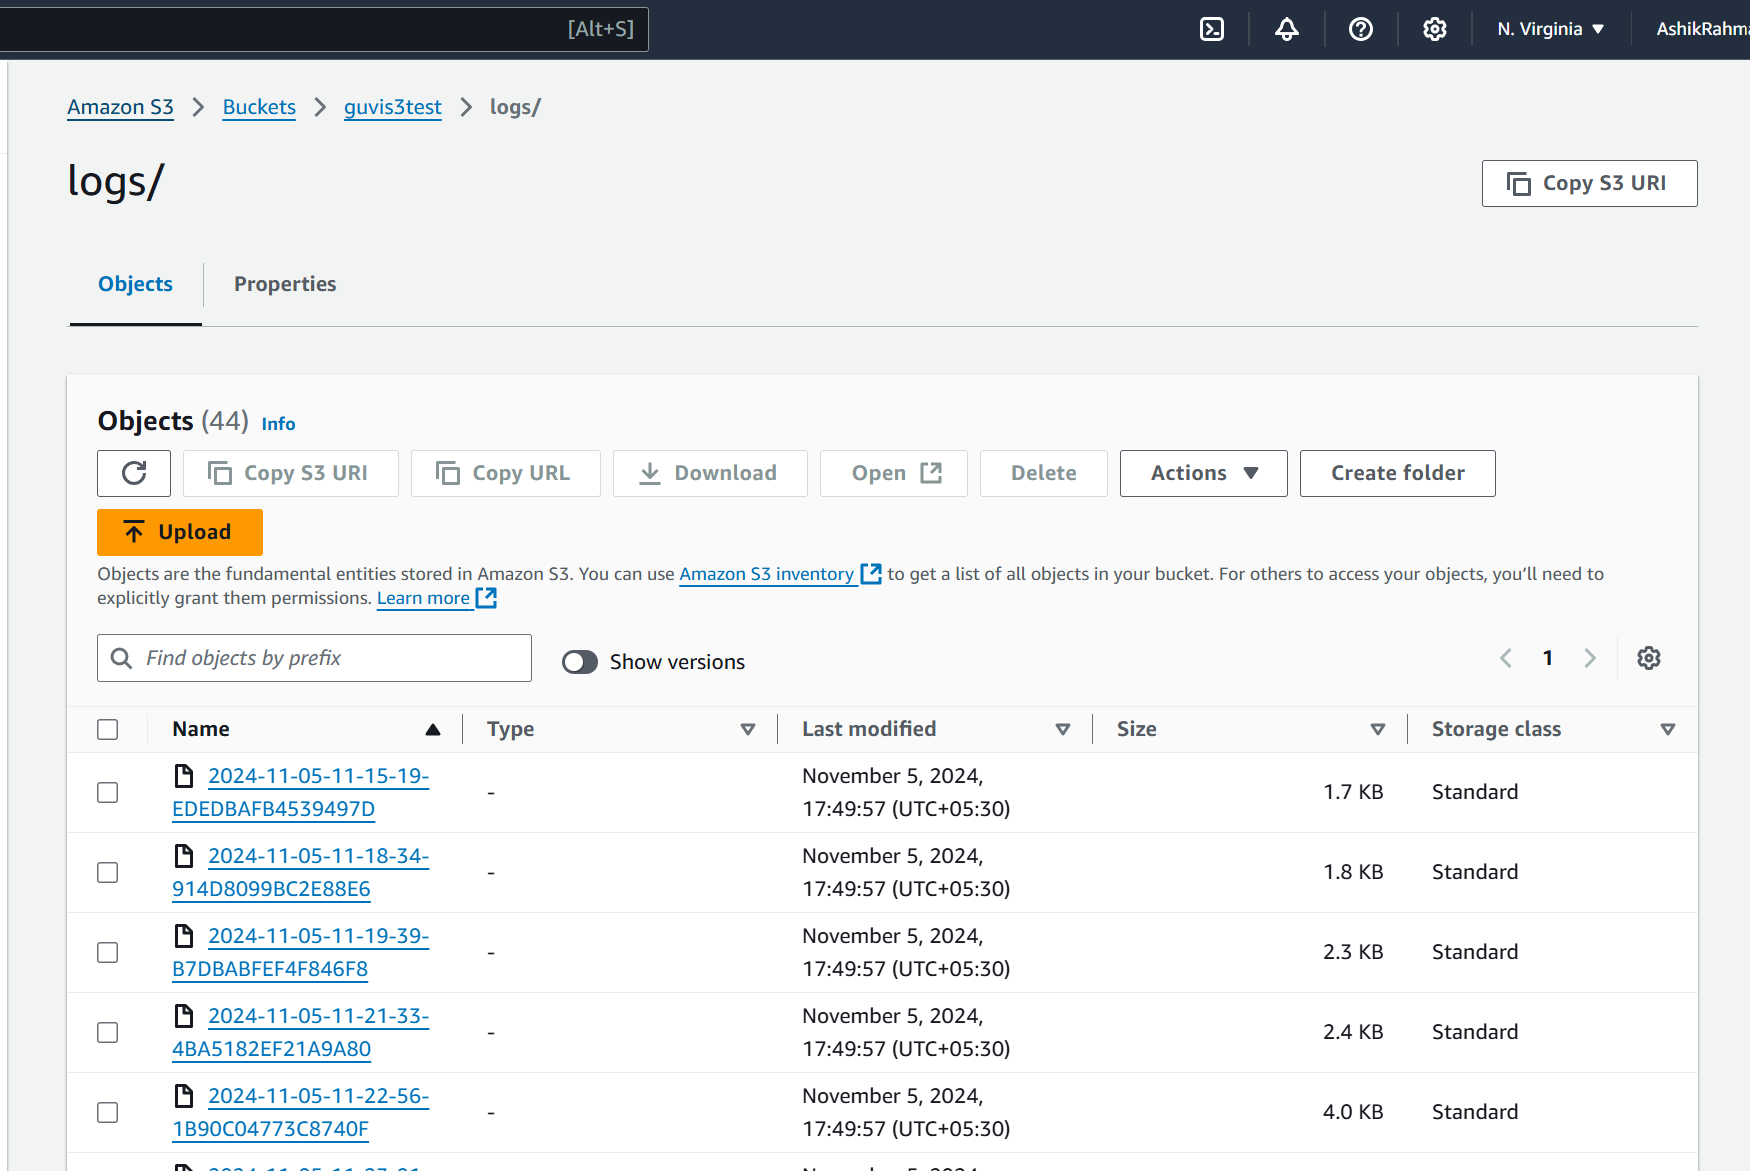 [Alt+S]
N. Virginia
AshikRahma
Amazon S3
Buckets
guvis3test
logs/
logs/
Copy S3 URI
Objects
Properties
Objects (44) Info
Copy S3 URI
Copy URL
Download
Open
Delete
Actions
Create folder
Upload
Objects are the fundamental entities stored in Amazon S3. You can use Amazon S3 inventory to get a list of all objects in your bucket. For others to access your objects, you’ll need to
explicitly grant them permissions. Learn more
Find objects by prefix
Show versions
1
Name
Type
Last modified
Size
Storage class
2024-11-05-11-15-19-
EDEDBAFB4539497D
-
November 5, 2024,
17:49:57 (UTC+05:30)
1.7 KB
Standard
2024-11-05-11-18-34-
914D8099BC2E88E6
-
November 5, 2024,
17:49:57 (UTC+05:30)
1.8 KB
Standard
2024-11-05-11-19-39-
B7DBABFEF4F846F8
-
November 5, 2024,
17:49:57 (UTC+05:30)
2.3 KB
Standard
2024-11-05-11-21-33-
4BA5182EF21A9A80
-
November 5, 2024,
17:49:57 (UTC+05:30)
2.4 KB
Standard
2024-11-05-11-22-56-
1B90C04773C8740F
-
November 5, 2024,
17:49:57 (UTC+05:30)
4.0 KB
Standard